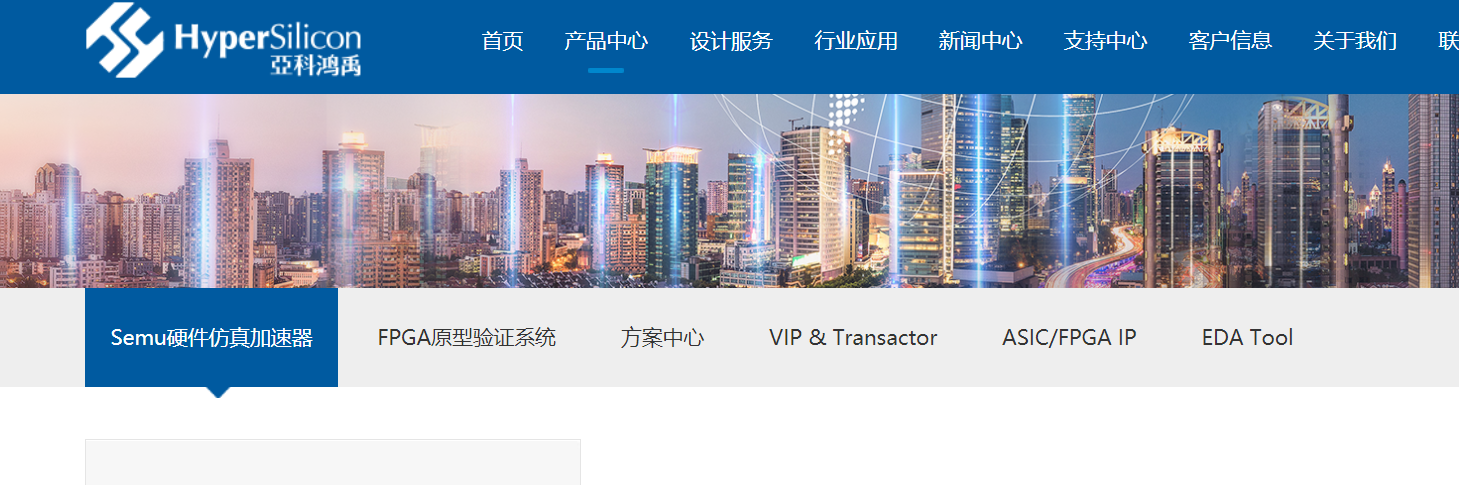 HyperSilicon
亞科鸿禹
首页 产品中心 设计服务 行业应用 新闻中心 支持中心 客户信息 关于我们 联
Semu硬件仿真加速器 FPGA原型验证系统 方案中心 VIP & Transactor ASIC/FPGA IP EDA Tool